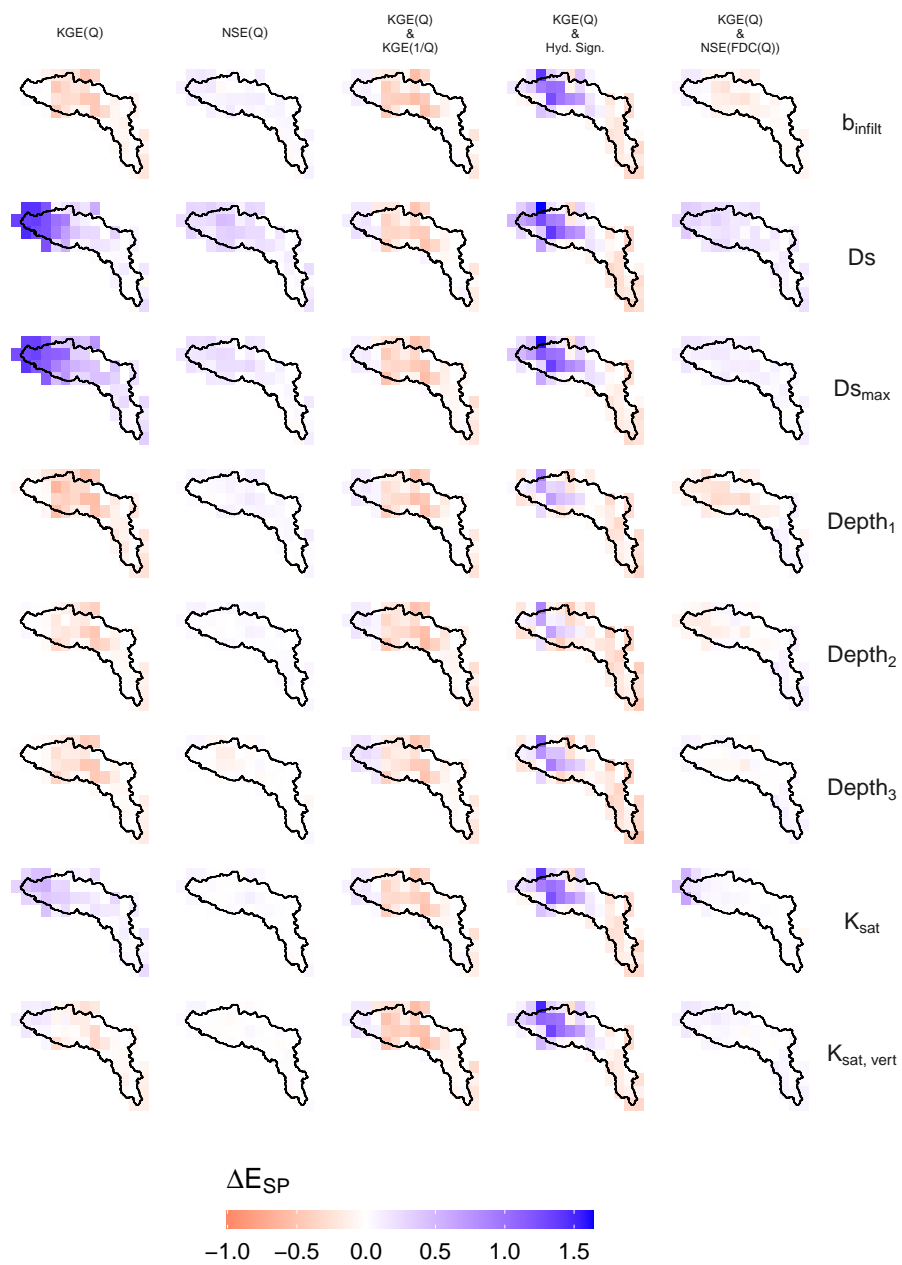 KGE(Q)
NSE(Q)
KGE(Q)
&
KGE(1/Q)
KGE(Q)
&
Hyd. Sign.
KGE(Q)
&
NSE(FDC(Q))
b_infilt
Ds
Ds_max
Depth_1
Depth_2
Depth_3
K_sat
K_sat, vert
ΔE_SP
−1.0 −0.5 0.0 0.5 1.0 1.5